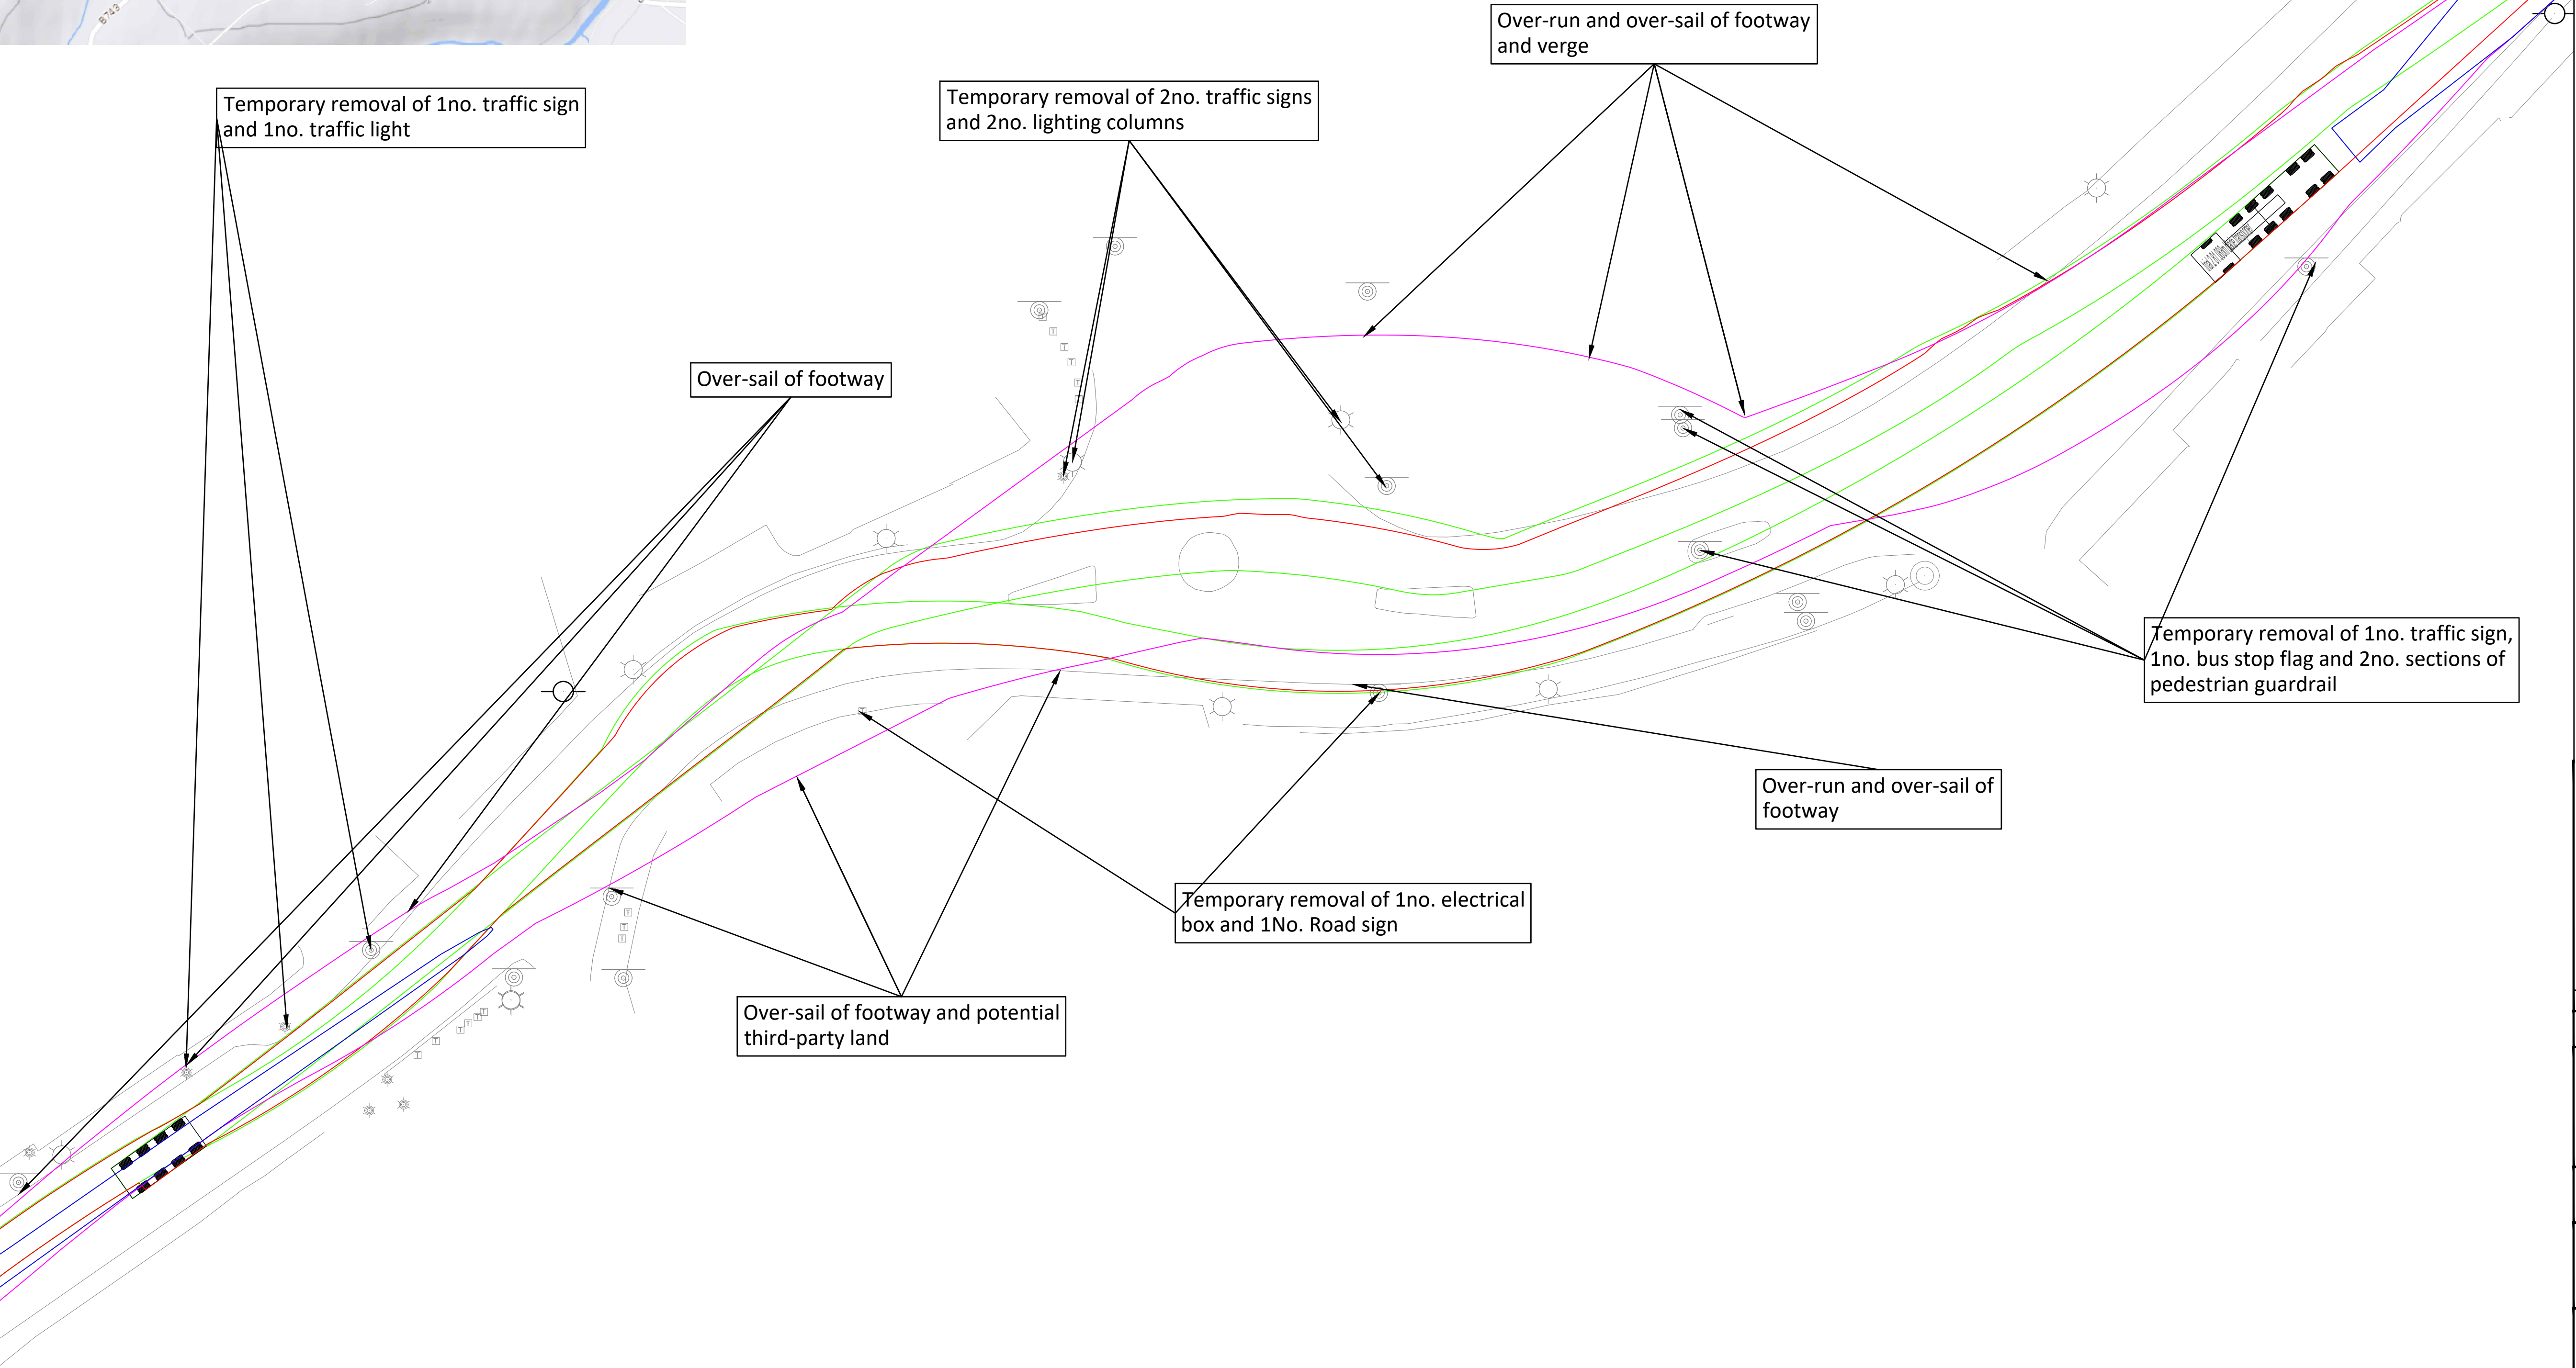 B743
Over-run and over-sail of footway
and verge
Temporary removal of 1no. traffic sign
and 1no. traffic light
Temporary removal of 2no. traffic signs
and 2no. lighting columns
Over-sail of footway
Temporary removal of 1no. traffic sign,
1no. bus stop flag and 2no. sections of
pedestrian guardrail
Over-run and over-sail of
footway
Temporary removal of 1no. electrical
box and 1No. Road sign
Over-sail of footway and potential
third-party land